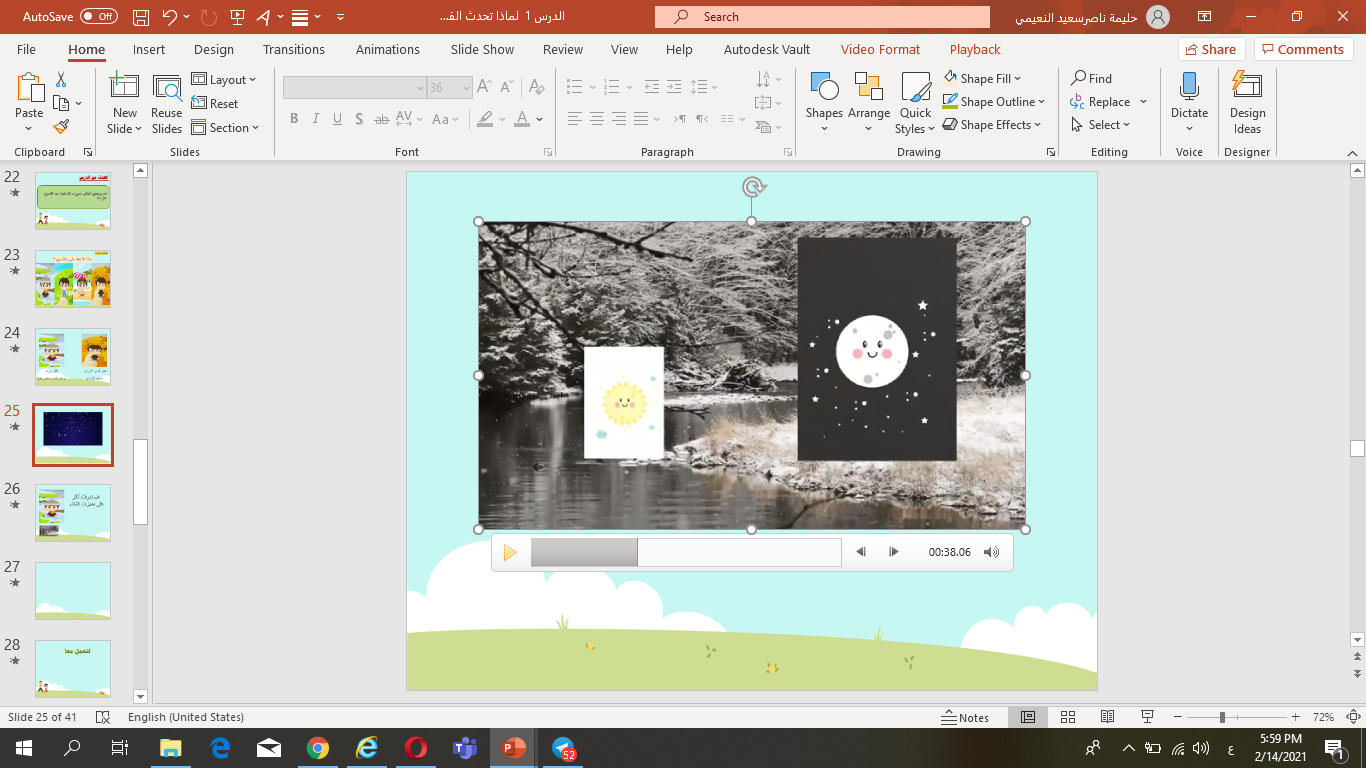 AutoSave Off
الدرس 1 لماذا تحدث الف...
Search
حليمة ناصرسعيد النعيمي
File Home Insert Design Transitions Animations Slide Show Review View Help Autodesk Vault Video Format Playback Share Comments
Paste
New Slide
Reuse Slides
Layout
Reset
Section
36
B I U S ab AV Aa A
Shapes Arrange Quick Styles
Shape Fill
Shape Outline
Shape Effects
Find
Replace
Select
Dictate
Design Ideas
Clipboard Slides Font Paragraph Drawing Editing Voice Designer
22
23
24
25
26
27
28
00:38.06
Slide 25 of 41 English (United States) Notes 72%
52
ع
5:59 PM
2/14/2021
1